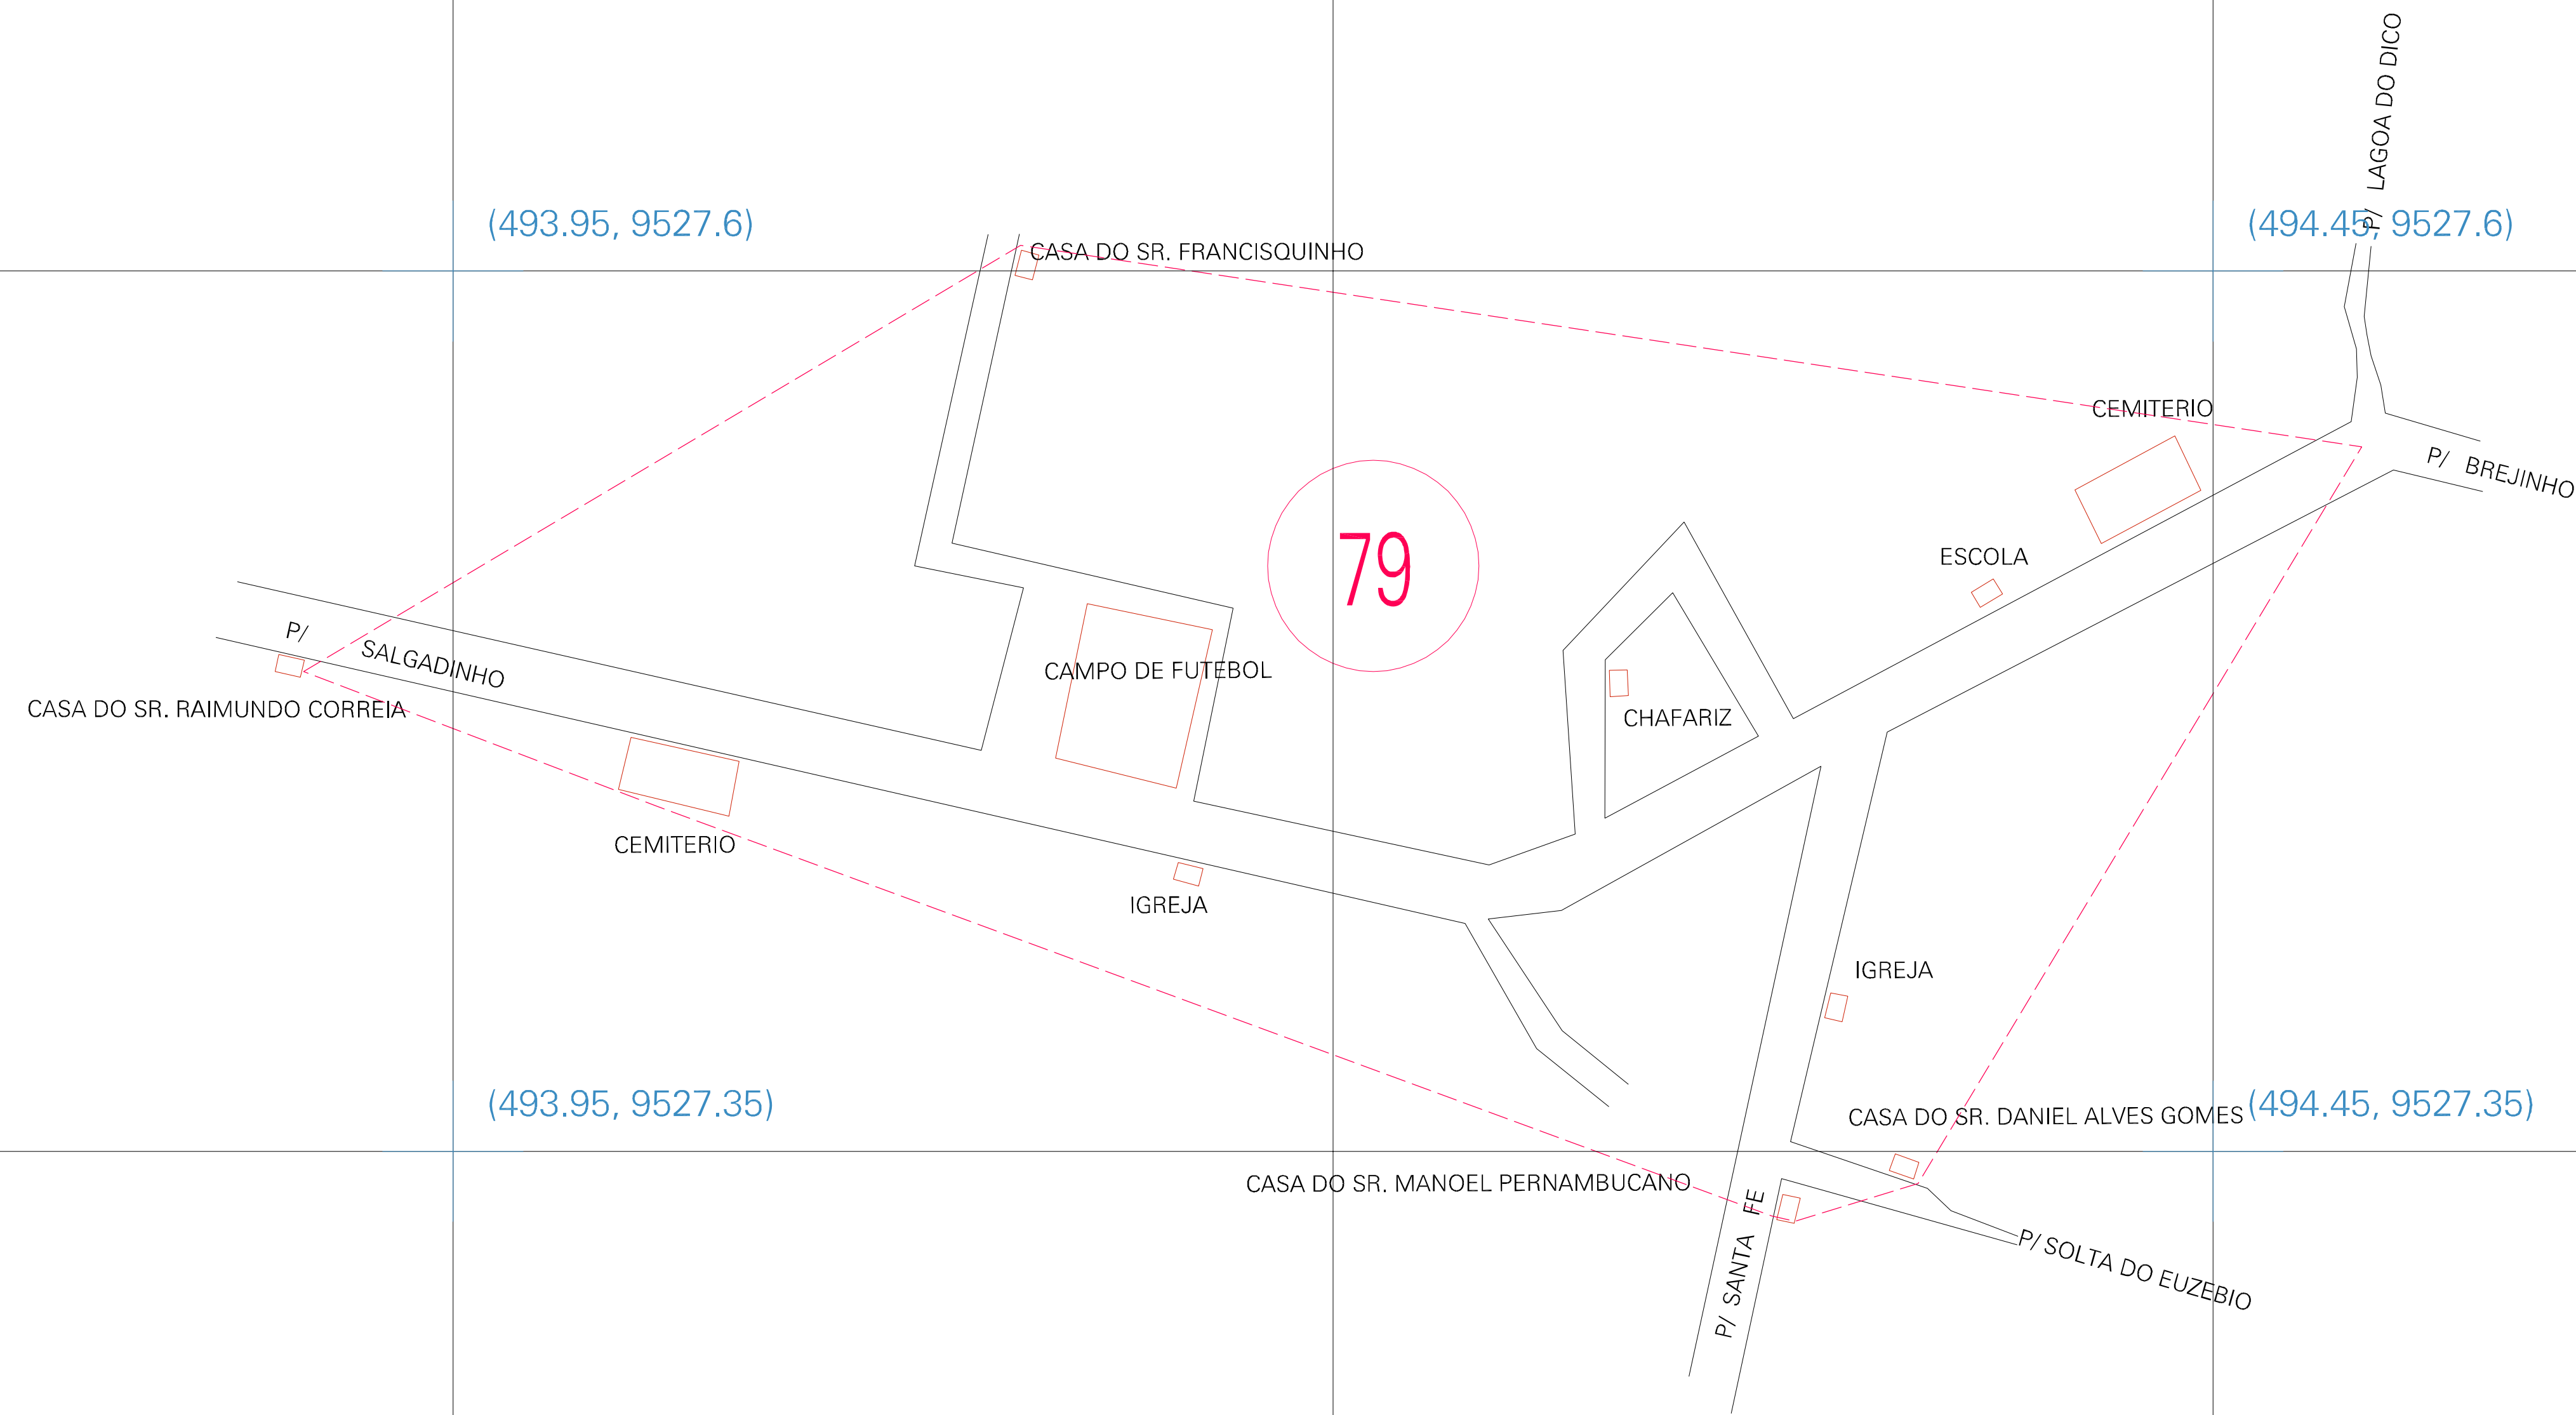 P/ LAGOA DO DICO
(493.95, 9527.6)
(494.45, 9527.6)
CASA DO SR. FRANCISQUINHO
CEMITERIO
P/ BREJINHO
ESCOLA
79
P/ SALGADINHO
CAMPO DE FUTEBOL
CASA DO SR. RAIMUNDO CORREIA
CHAFARIZ
CEMITERIO
IGREJA
IGREJA
(493.95, 9527.35)
(494.45, 9527.35)
CASA DO SR. DANIEL ALVES GOMES
CASA DO SR. MANOEL PERNAMBUCANO
P/ SANTA FE
P/ SOLTA DO EUZEBIO